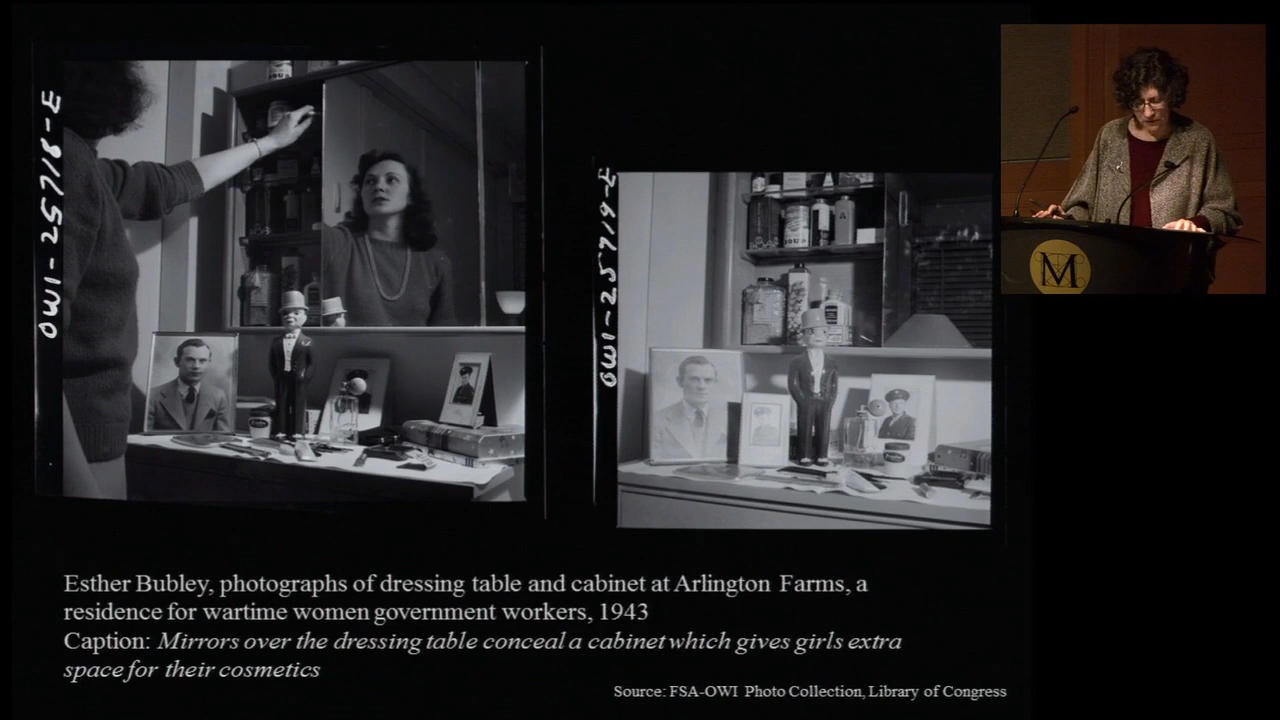 OWI-25718-E
OWI-25719-E
M
Esther Bubley, photographs of dressing table and cabinet at Arlington Farms, a
residence for wartime women government workers, 1943
Caption: Mirrors over the dressing table conceal a cabinet which gives girls extra
space for their cosmetics
Source: FSA-OWI Photo Collection, Library of Congress